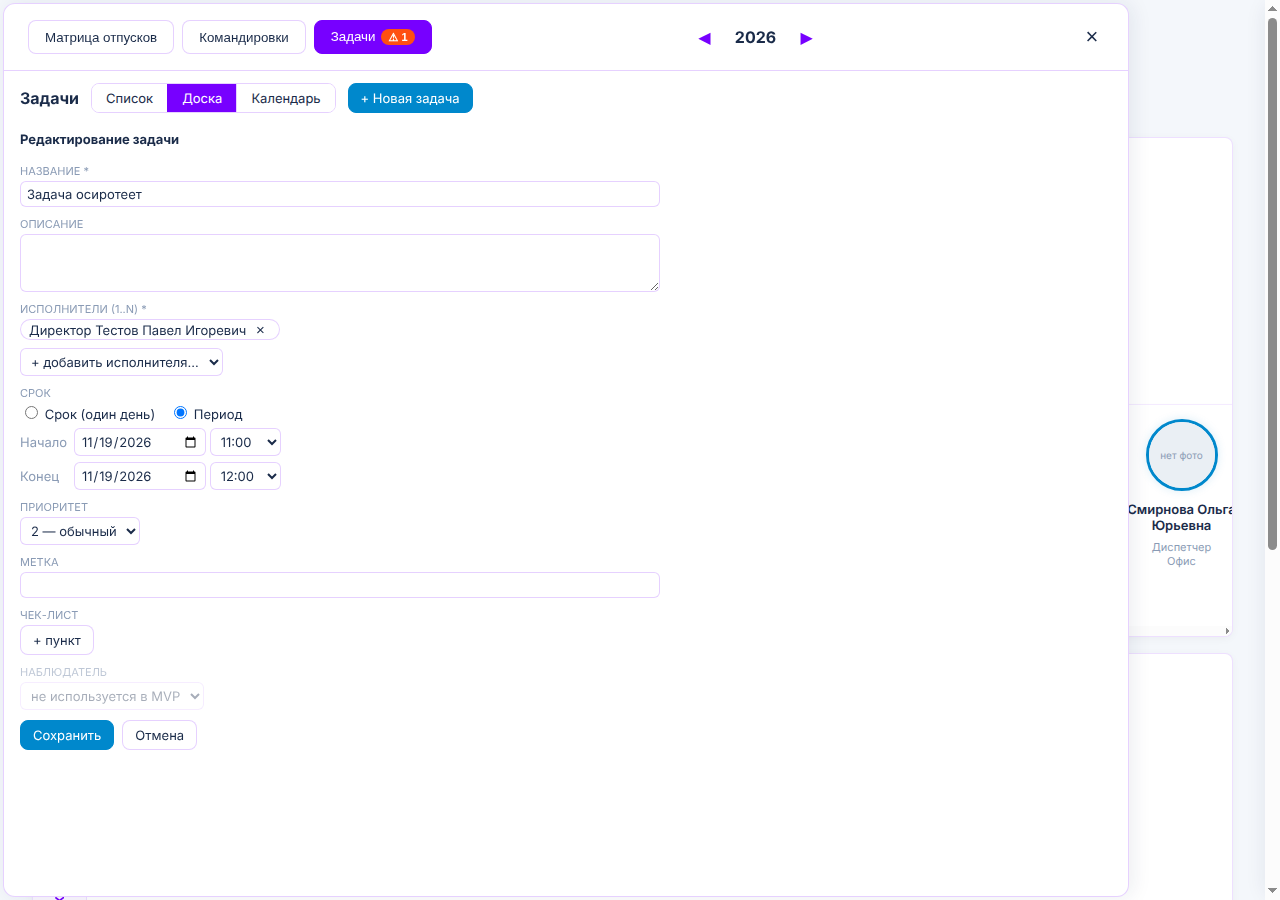 Матрица отпусков Командировки Задачи ⚠ 1 ◀ 2026 ▶ ✕
Задачи Список Доска Календарь + Новая задача
Редактирование задачи
НАЗВАНИЕ *
Задача осиротеет
ОПИСАНИЕ
ИСПОЛНИТЕЛИ (1..N) *
Директор Тестов Павел Игоревич ✕
+ добавить исполнителя...
СРОК
Срок (один день) Период
Начало 11/19/2026 11:00
Конец 11/19/2026 12:00
ПРИОРИТЕТ
2 — обычный
МЕТКА
ЧЕК-ЛИСТ
+ пункт
НАБЛЮДАТЕЛЬ
не используется в MVP
Сохранить Отмена
нет фото
Смирнова Ольга
Юрьевна
Диспетчер
Офис